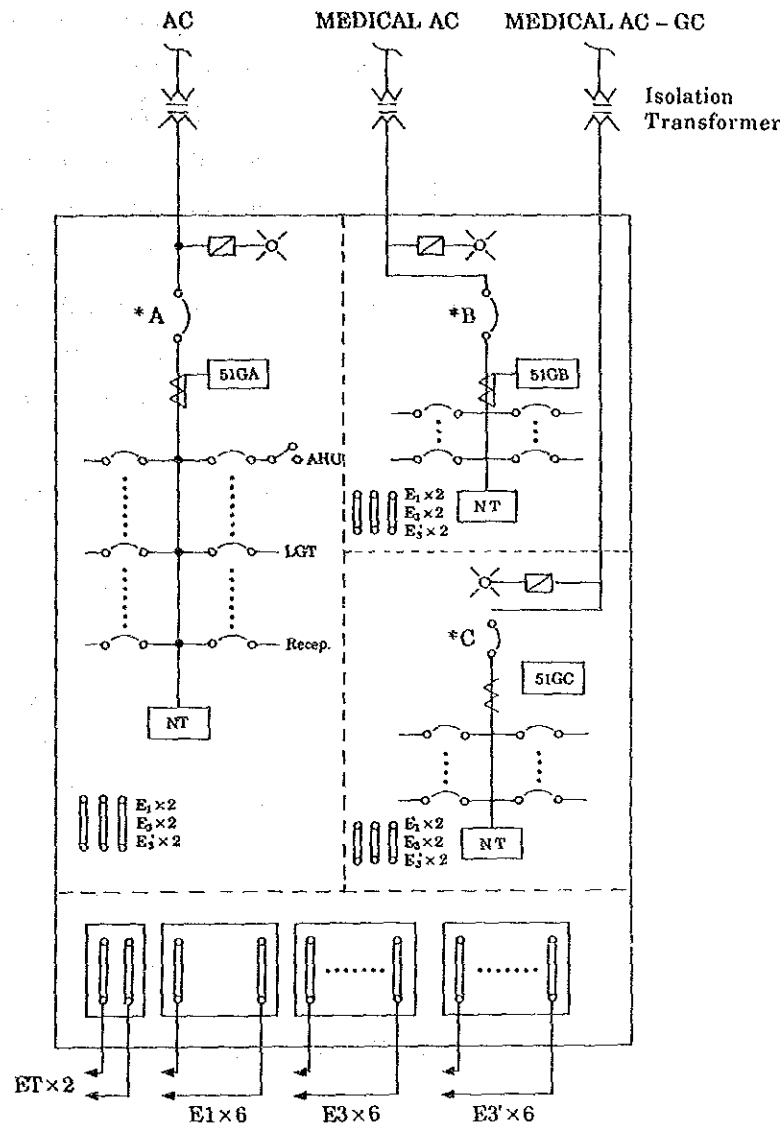 AC MEDICAL AC MEDICAL AC – GC
Isolation
Transformer
*A
51GA
AHU
LGT
Recep.
NT
E₁×2
E₃×2
E₃'×2
*B
51GB
NT
E₁×2
E₃×2
E₃'×2
*C
51GC
NT
E₁×2
E₃×2
E₃'×2
ET×2
E1×6
E3×6
E3'×6